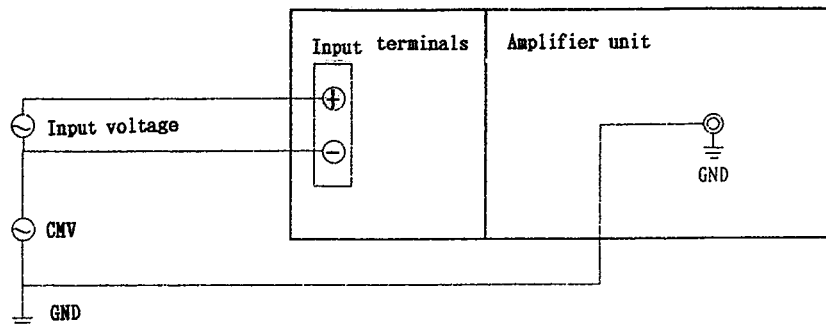 Input terminals
Amplifier unit
+
Input voltage
−
GND
CMV
GND